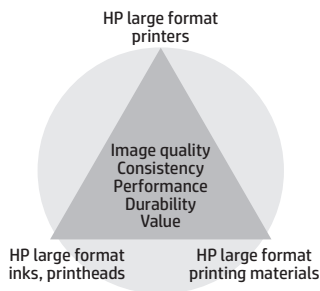 HP large format
printers
Image quality
Consistency
Performance
Durability
Value
HP large format
inks, printheads
HP large format
printing materials